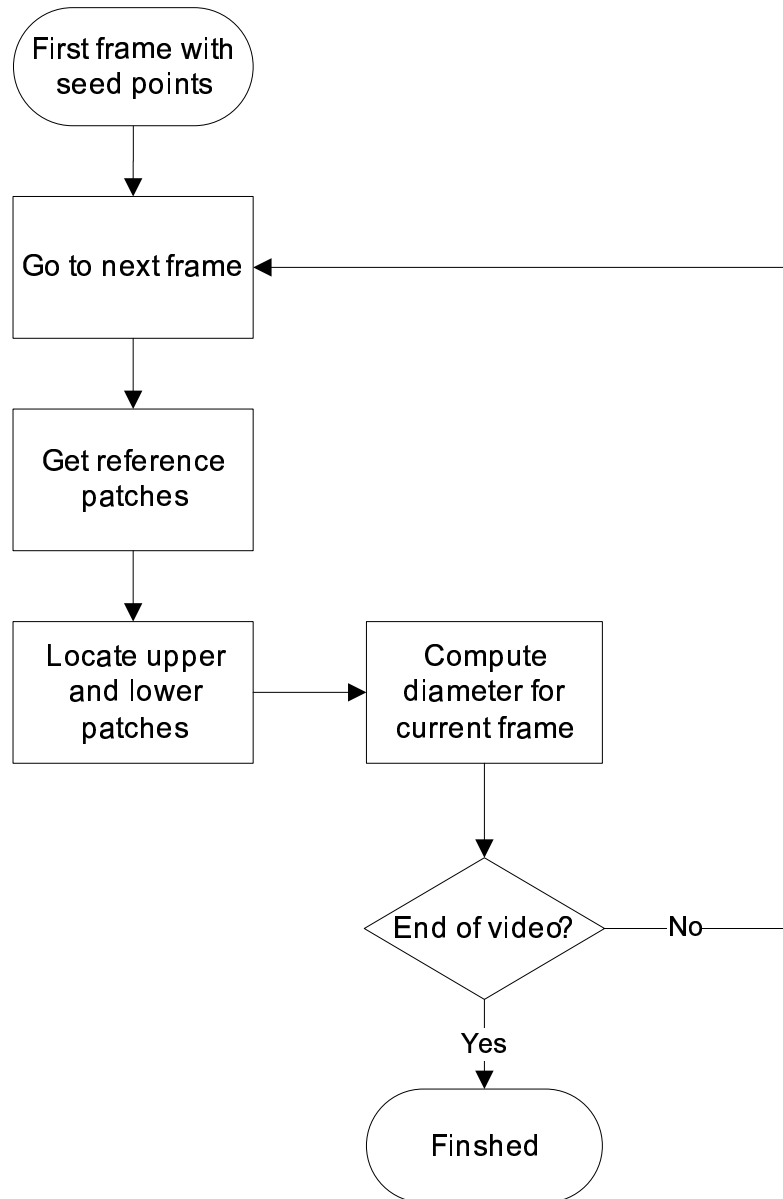 First frame with
seed points
Go to next frame
Get reference
patches
Locate upper
and lower
patches
Compute
diameter for
current frame
End of video?
No
Yes
Finshed